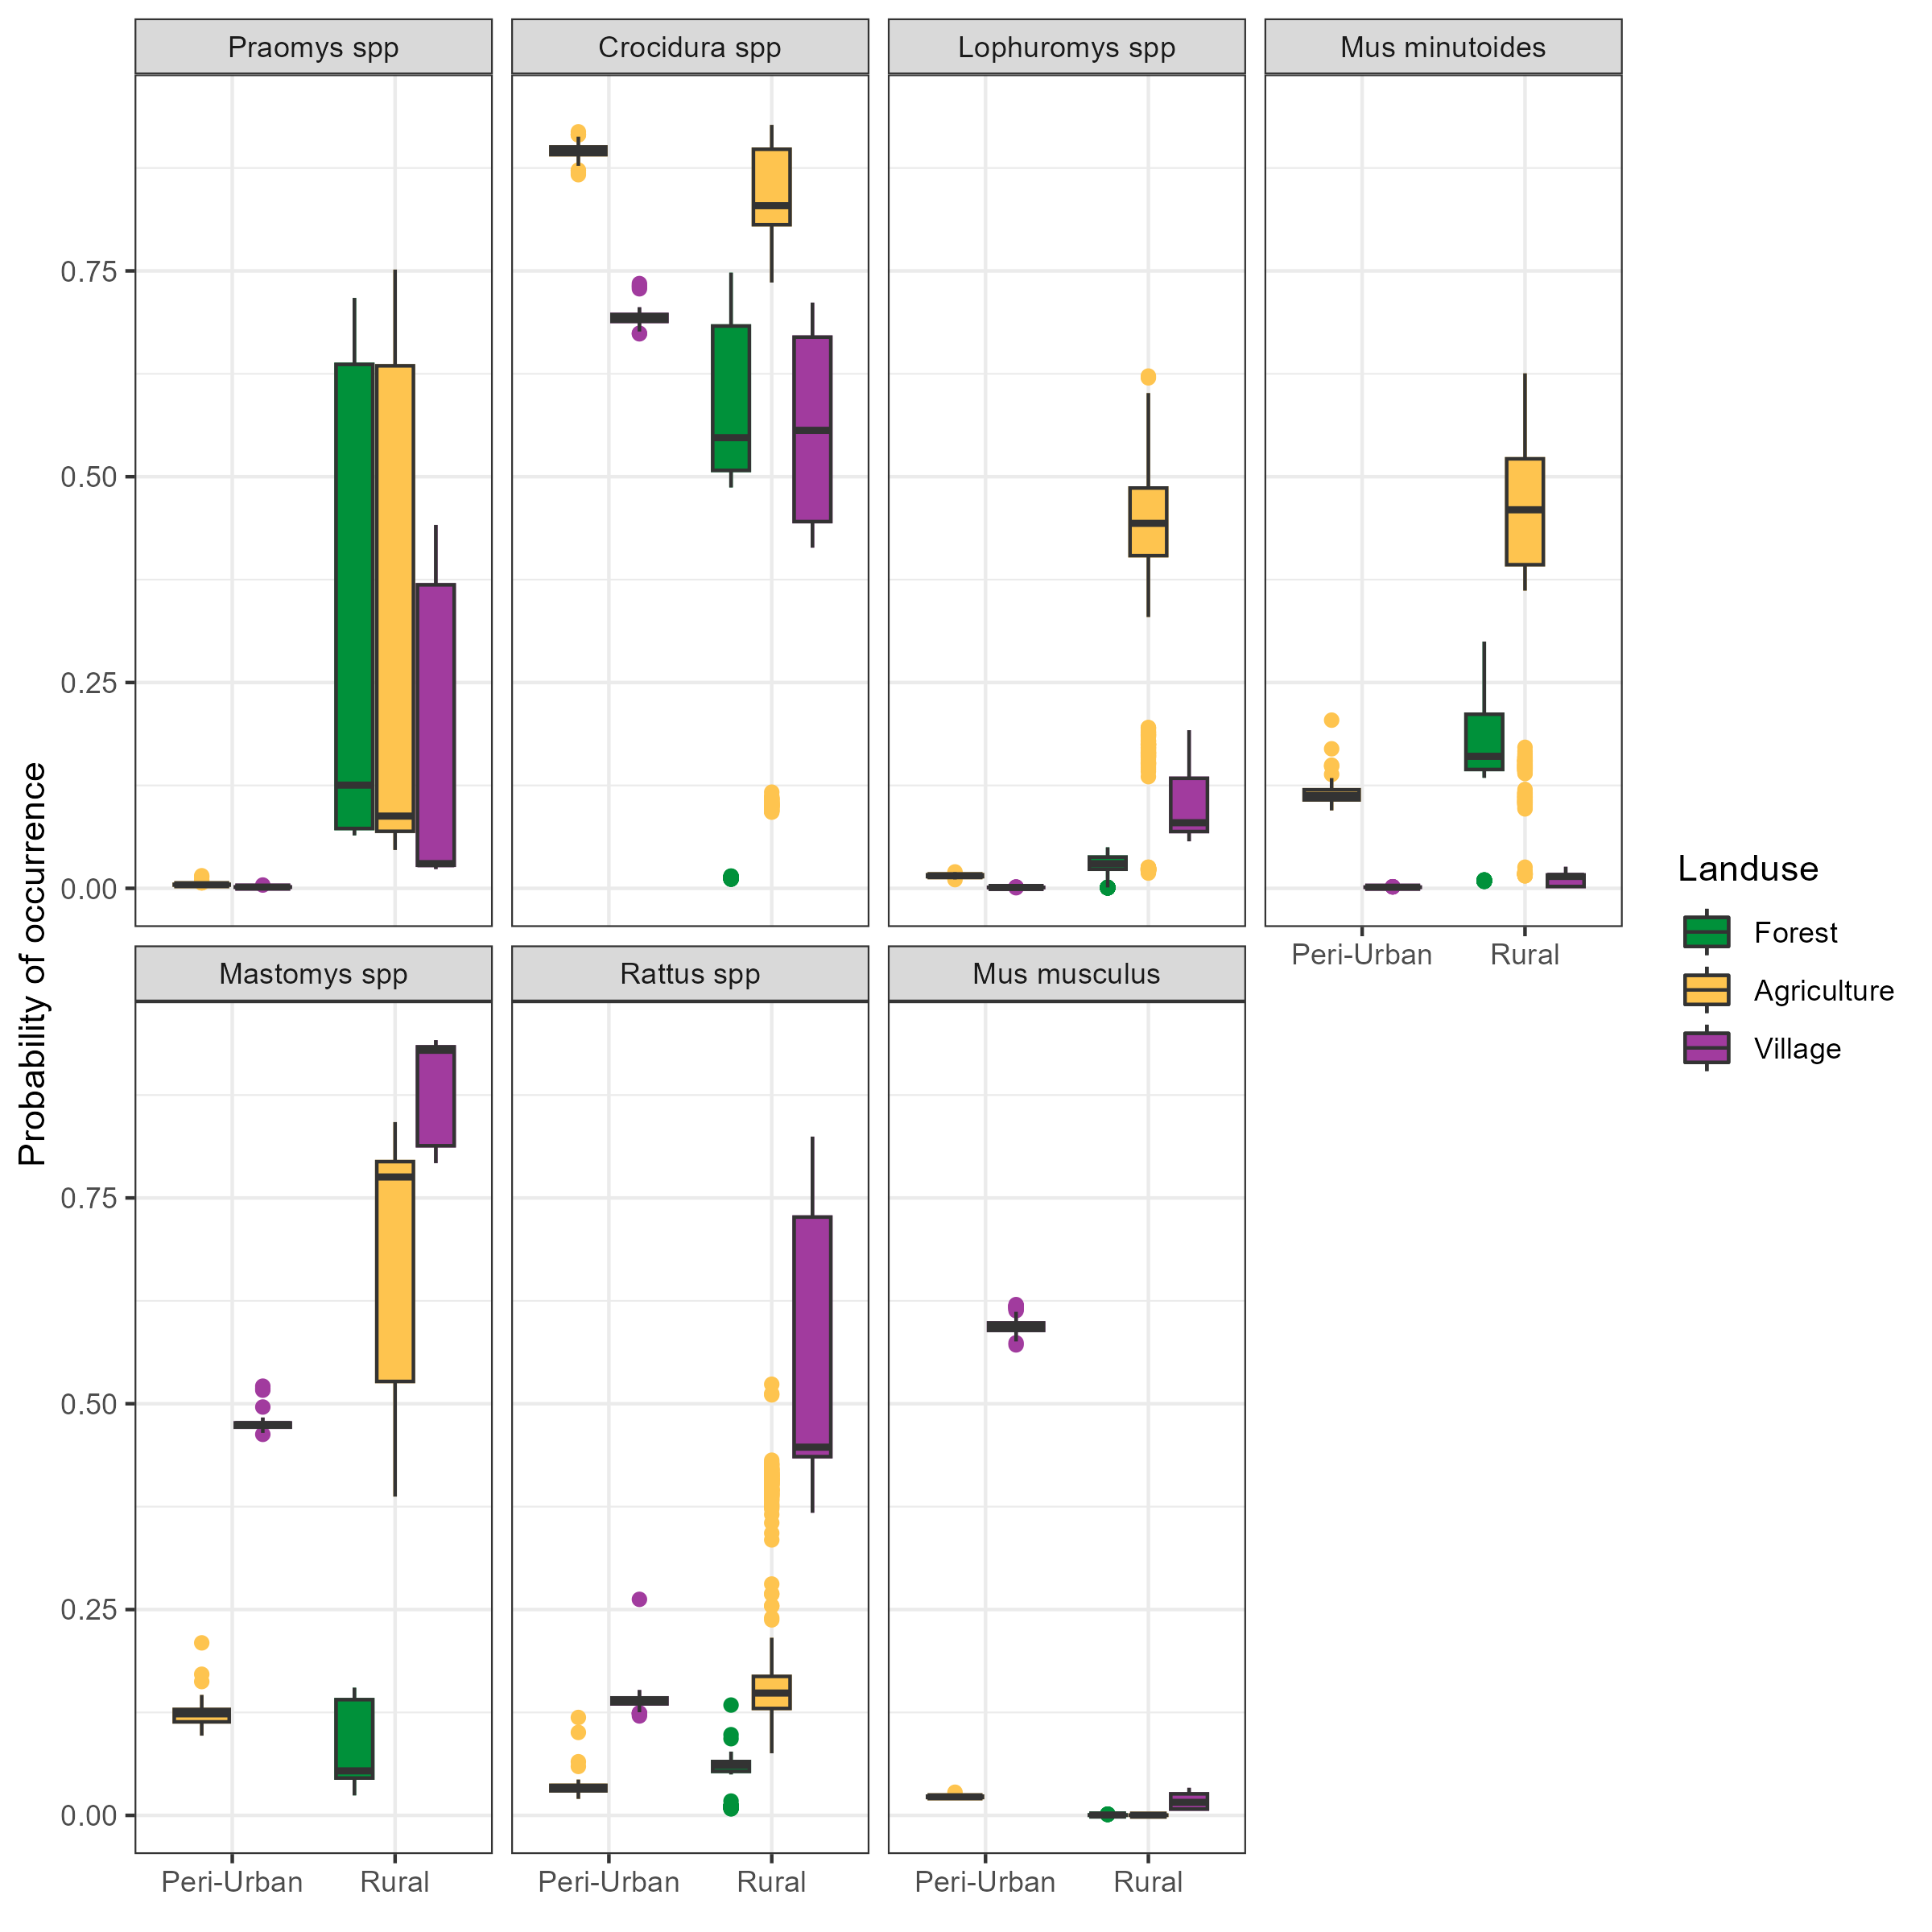 Praomys spp
Crocidura spp
Lophuromys spp
Mus minutoides
0.75
0.50
0.25
0.00
Peri-Urban
Rural
Probability of occurrence
Landuse
Forest
Agriculture
Village
Mastomys spp
Rattus spp
Mus musculus
0.75
0.50
0.25
0.00
Peri-Urban
Rural
Peri-Urban
Rural
Peri-Urban
Rural